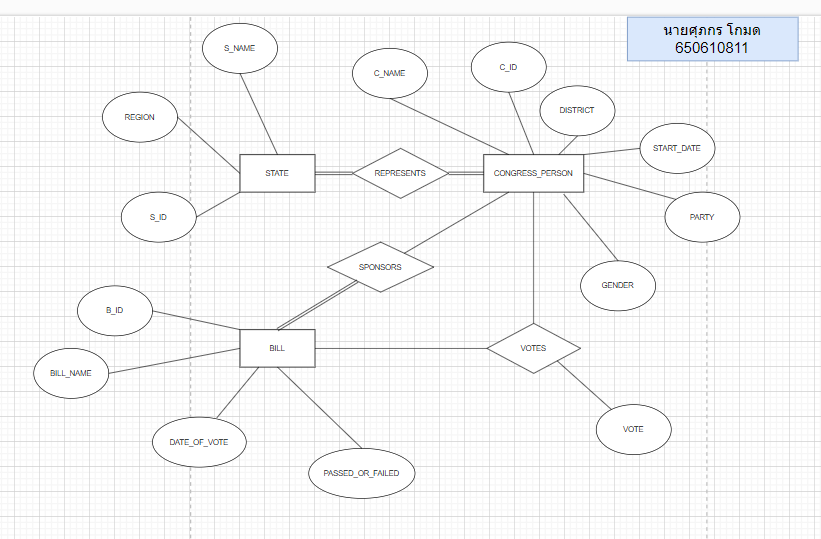 นายศุภกร โกมด
650610811
S_NAME
C_NAME
C_ID
DISTRICT
REGION
START_DATE
STATE
REPRESENTS
CONGRESS_PERSON
S_ID
PARTY
SPONSORS
GENDER
B_ID
BILL
VOTES
BILL_NAME
VOTE
DATE_OF_VOTE
PASSED_OR_FAILED